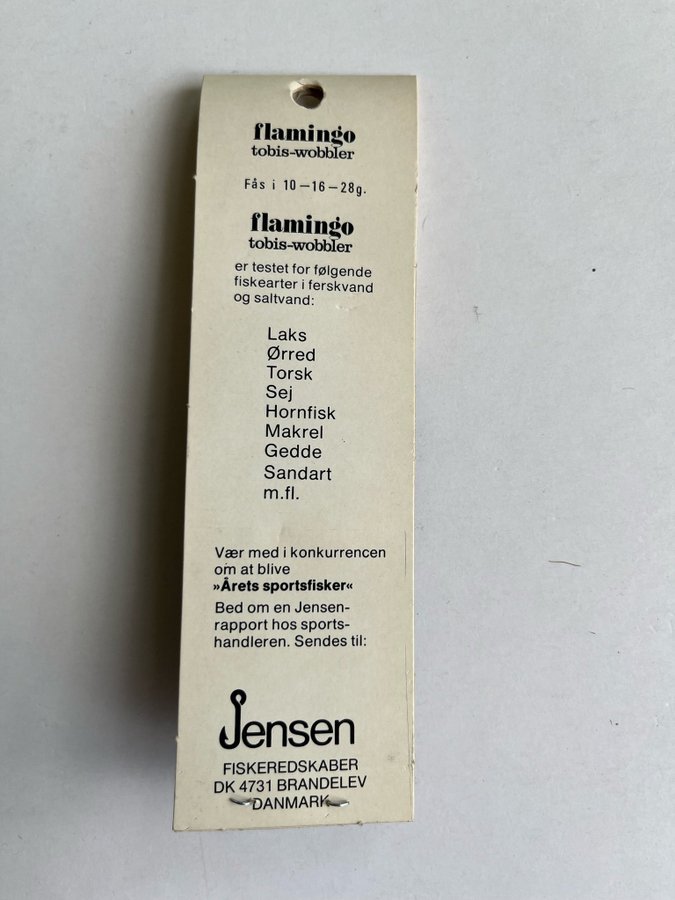 flamingo
tobis-wobbler
Fås i 10–16–28g.
flamingo
tobis-wobbler
er testet for følgende
fiskearter i ferskvand
og saltvand:
Laks
Ørred
Torsk
Sej
Hornfisk
Makrel
Gedde
Sandart
m.fl.
Vær med i konkurrencen
om at blive
»Årets sportsfisker«
Bed om en Jensen-
rapport hos sports-
handleren. Sendes til:
Jensen
FISKEREDSKABER
DK 4731 BRANDELEV
DANMARK